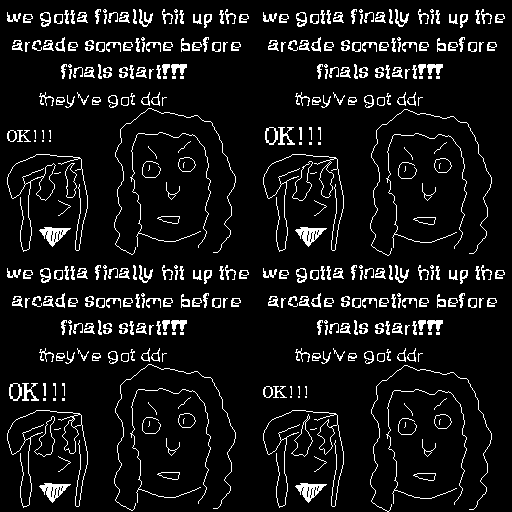 we gotta finally hit up the we gotta finally hit up the
arcade sometime before arcade sometime before
finals start!!! finals start!!!
they've got ddr they've got ddr
OK!!! OK!!!
we gotta finally hit up the we gotta finally hit up the
arcade sometime before arcade sometime before
finals start!!! finals start!!!
they've got ddr they've got ddr
OK!!! OK!!!